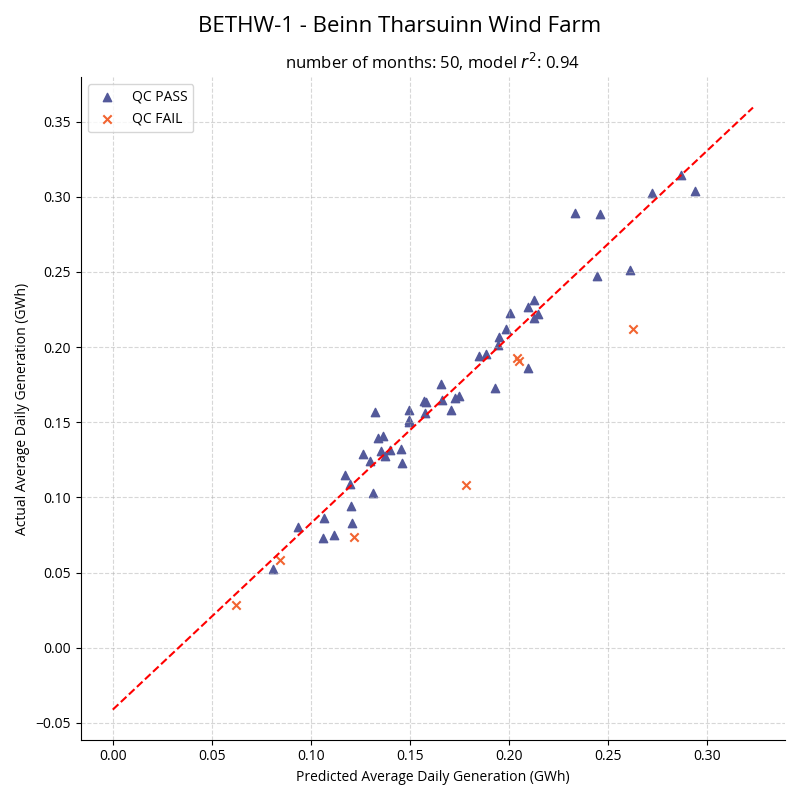 BETHW-1 - Beinn Tharsuinn Wind Farm
number of months: 50, model r²: 0.94
QC PASS
QC FAIL
0.35
0.30
0.25
0.20
0.15
0.10
0.05
0.00
−0.05
Actual Average Daily Generation (GWh)
0.00 0.05 0.10 0.15 0.20 0.25 0.30
Predicted Average Daily Generation (GWh)